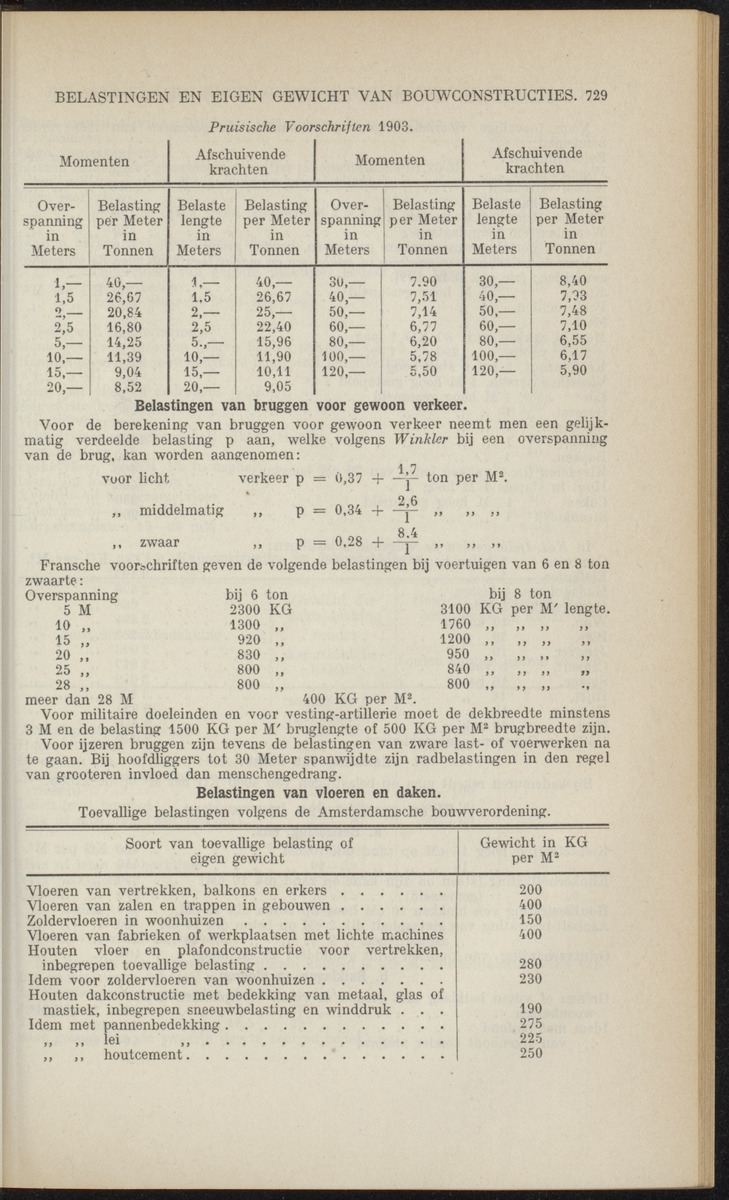 BELASTINGEN EN EIGEN GEWICHT VAN BOUWCONSTRUCTIES. 729
Pruisische Voorschriften 1903.
Momenten | Afschuivende krachten | Momenten | Afschuivende krachten
Over-spanning in Meters | Belasting per Meter in Tonnen | Belaste lengte in Meters | Belasting per Meter in Tonnen | Over-spanning in Meters | Belasting per Meter in Tonnen | Belaste lengte in Meters | Belasting per Meter in Tonnen
1,— 40,— 1,— 40,— 30,— 7.90 30,— 8,40
1,5 26,67 1,5 26,67 40,— 7,51 40,— 7,93
2,— 20,84 2,— 25,— 50,— 7,14 50,— 7,48
2,5 16,80 2,5 22,40 60,— 6,77 60,— 7,10
5,— 14,25 5.,— 15,96 80,— 6,20 80,— 6,55
10,— 11,39 10,— 11,90 100,— 5,78 100,— 6,17
15,— 9,04 15,— 10,11 120,— 5,50 120,— 5,90
20,— 8,52 20,— 9,05
Belastingen van bruggen voor gewoon verkeer.
Voor de berekening van bruggen voor gewoon verkeer neemt men een gelijk-
matig verdeelde belasting p aan, welke volgens Winkler bij een overspanning
van de brug, kan worden aangenomen:
voor licht verkeer p = 0,37 + 1,7/l ton per M².
„ middelmatig „ p = 0,34 + 2,6/l „ „ „
„ zwaar „ p = 0,28 + 8.4/l „ „ „
Fransche voorschriften geven de volgende belastingen bij voertuigen van 6 en 8 ton
zwaarte:
Overspanning bij 6 ton bij 8 ton
5 M 2300 KG 3100 KG per M′ lengte.
10 „ 1300 „ 1760 „ „ „ „
15 „ 920 „ 1200 „ „ „ „
20 „ 830 „ 950 „ „ „ „
25 „ 800 „ 840 „ „ „ „
28 „ 800 „ 800 „ „ „ „
meer dan 28 M 400 KG per M².
Voor militaire doeleinden en voor vesting-artillerie moet de dekbreedte minstens
3 M en de belasting 1500 KG per M′ bruglengte of 500 KG per M² brugbreedte zijn.
Voor ijzeren bruggen zijn tevens de belastingen van zware last- of voerwerken na
te gaan. Bij hoofdliggers tot 30 Meter spanwijdte zijn radbelastingen in den regel
van grooteren invloed dan menschengedrang.
Belastingen van vloeren en daken.
Toevallige belastingen volgens de Amsterdamsche bouwverordening.
Soort van toevallige belasting of Gewicht in KG
eigen gewicht per M²
Vloeren van vertrekken, balkons en erkers . . . . . . 200
Vloeren van zalen en trappen in gebouwen . . . . . . 400
Zoldervloeren in woonhuizen . . . . . . . . . . . 150
Vloeren van fabrieken of werkplaatsen met lichte machines 400
Houten vloer en plafondconstructie voor vertrekken,
inbegrepen toevallige belasting . . . . . . . . . . 280
Idem voor zoldervloeren van woonhuizen . . . . . . . 230
Houten dakconstructie met bedekking van metaal, glas of
mastiek, inbegrepen sneeuwbelasting en winddruk . . . 190
Idem met pannenbedekking . . . . . . . . . . . . 275
„ „ lei „ . . . . . . . . . . . . . 225
„ „ houtcement . . . . . . . . . . . . . . 250